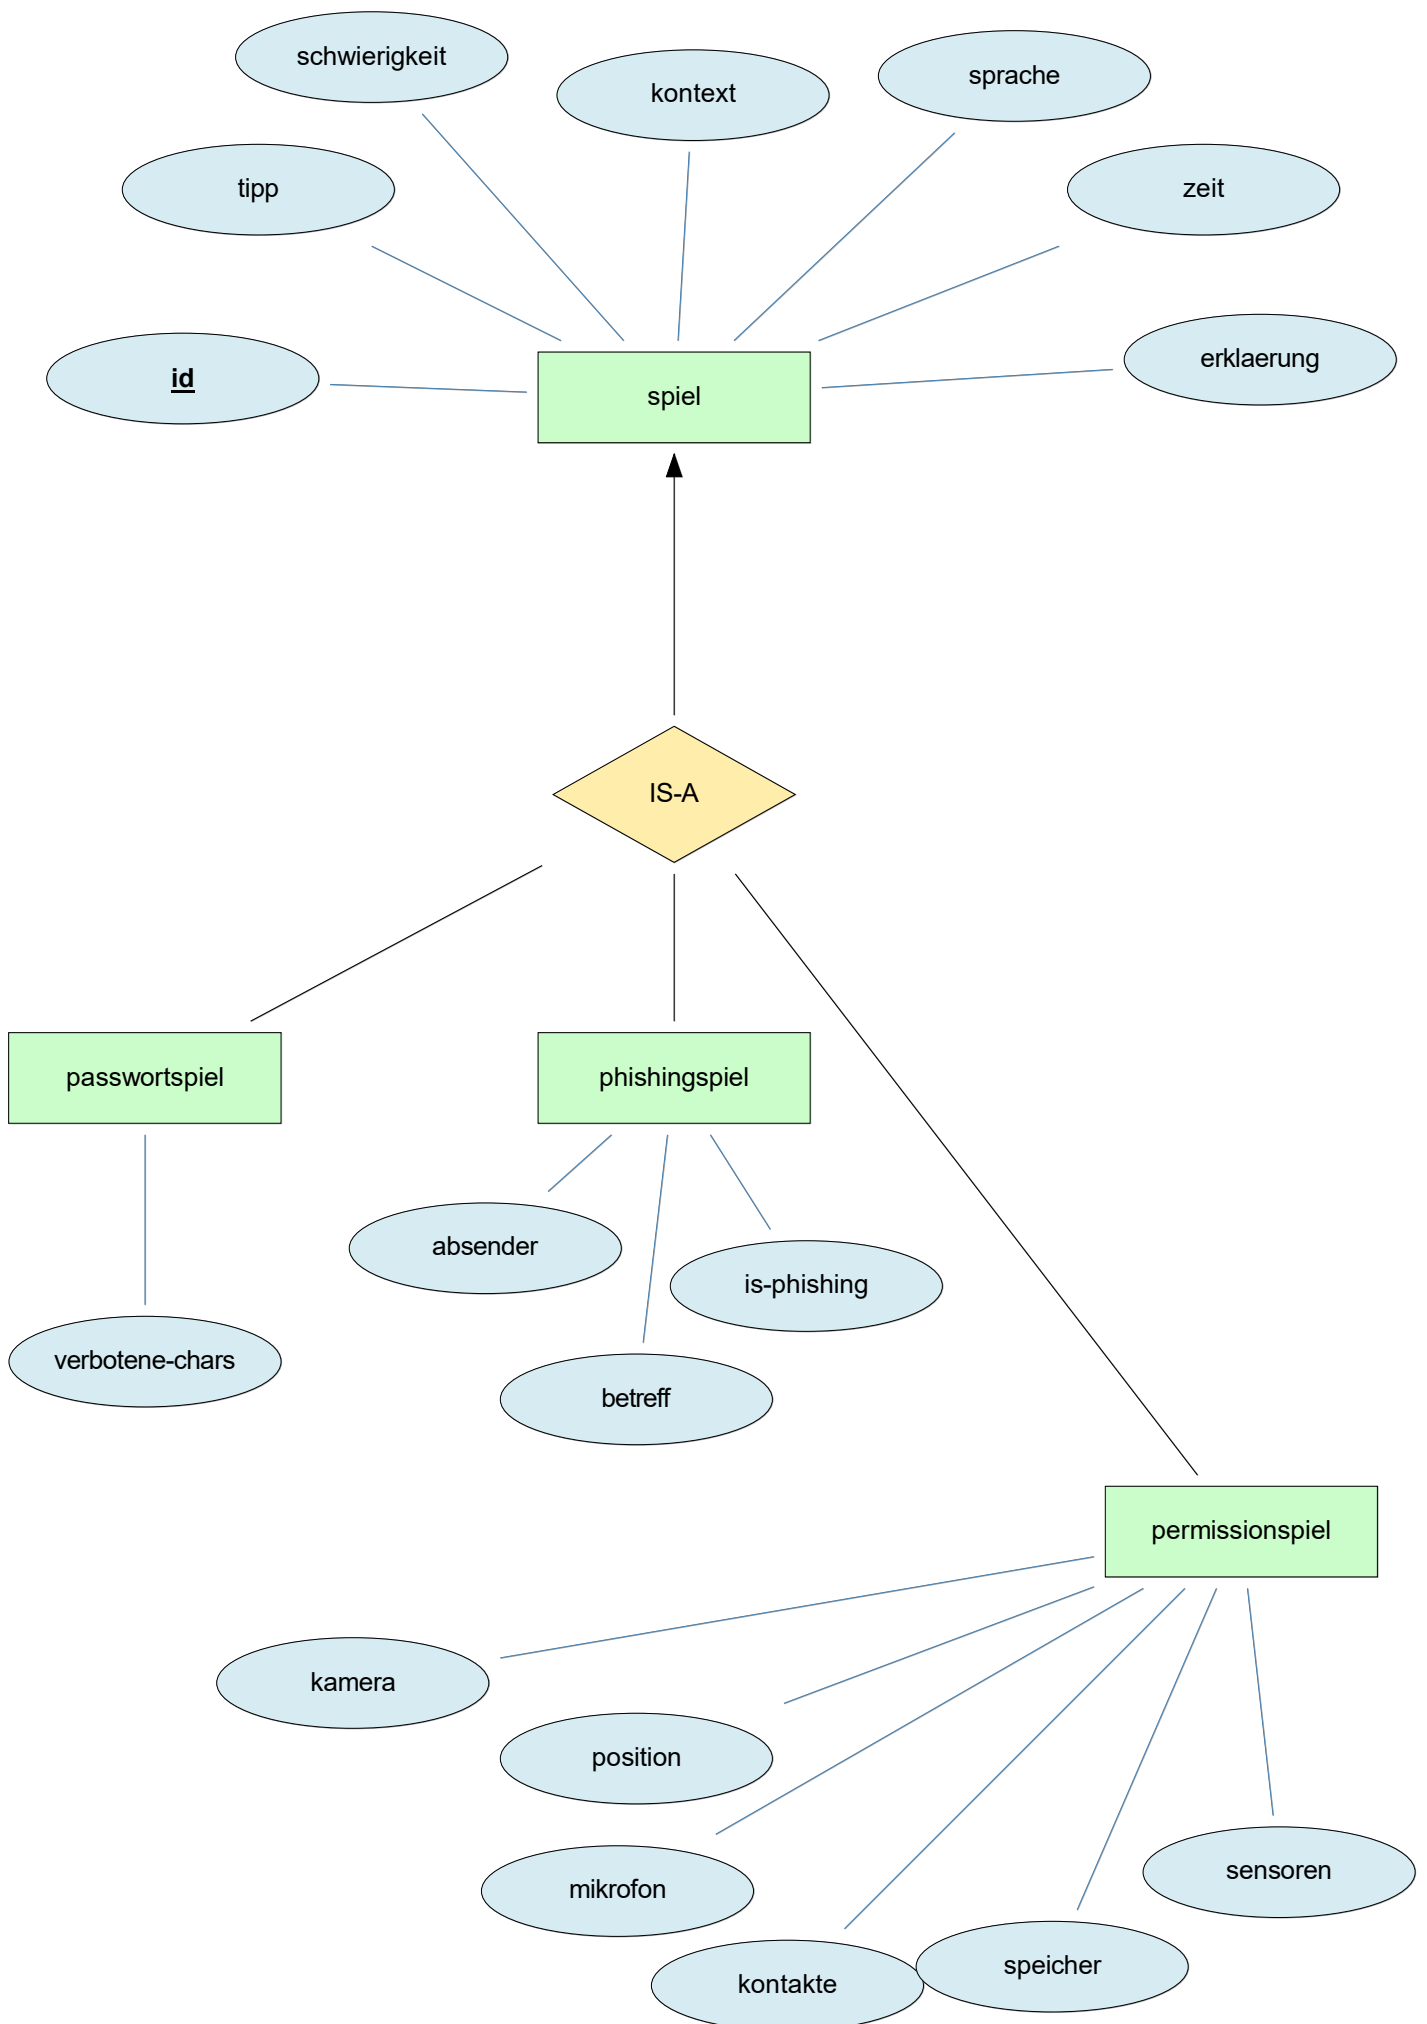 schwierigkeit
kontext
sprache
tipp
zeit
id
spiel
erklaerung
IS-A
passwortspiel
phishingspiel
absender
is-phishing
verbotene-chars
betreff
permissionspiel
kamera
position
mikrofon
sensoren
kontakte
speicher